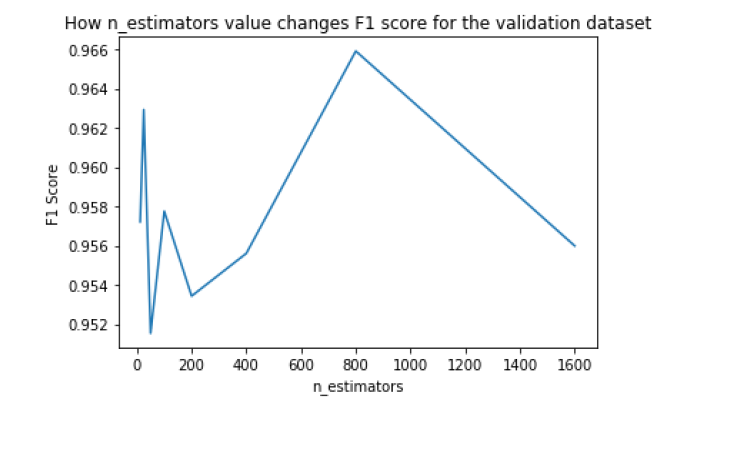 How n_estimators value changes F1 score for the validation dataset
0.966
0.964
0.962
0.960
0.958
0.956
0.954
0.952
F1 Score
0 200 400 600 800 1000 1200 1400 1600
n_estimators